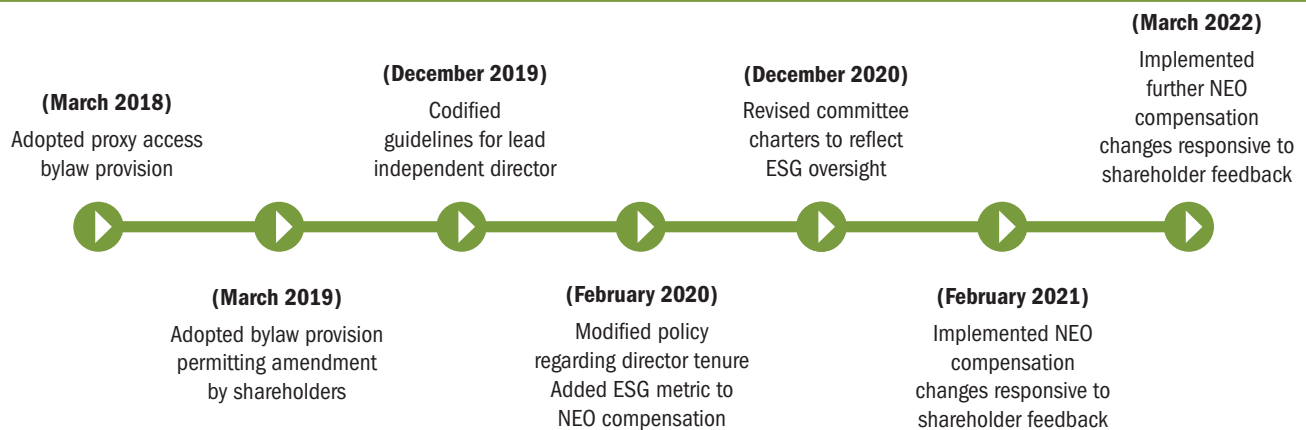 (March 2018)
Adopted proxy access
bylaw provision
(March 2019)
Adopted bylaw provision
permitting amendment
by shareholders
(December 2019)
Codified
guidelines for lead
independent director
(February 2020)
Modified policy
regarding director tenure
Added ESG metric to
NEO compensation
(December 2020)
Revised committee
charters to reflect
ESG oversight
(February 2021)
Implemented NEO
compensation
changes responsive to
shareholder feedback
(March 2022)
Implemented
further NEO
compensation
changes responsive to
shareholder feedback